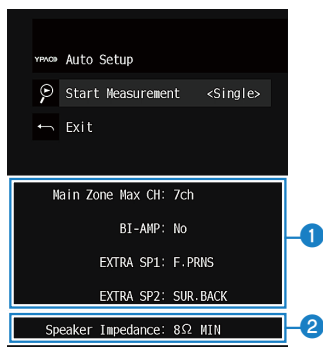 YPAO Auto Setup
Start Measurement <Single>
Exit
Main Zone Max CH: 7ch
1
BI-AMP: No
EXTRA SP1: F.PRNS
EXTRA SP2: SUR.BACK
Speaker Impedance: 8Ω MIN
2